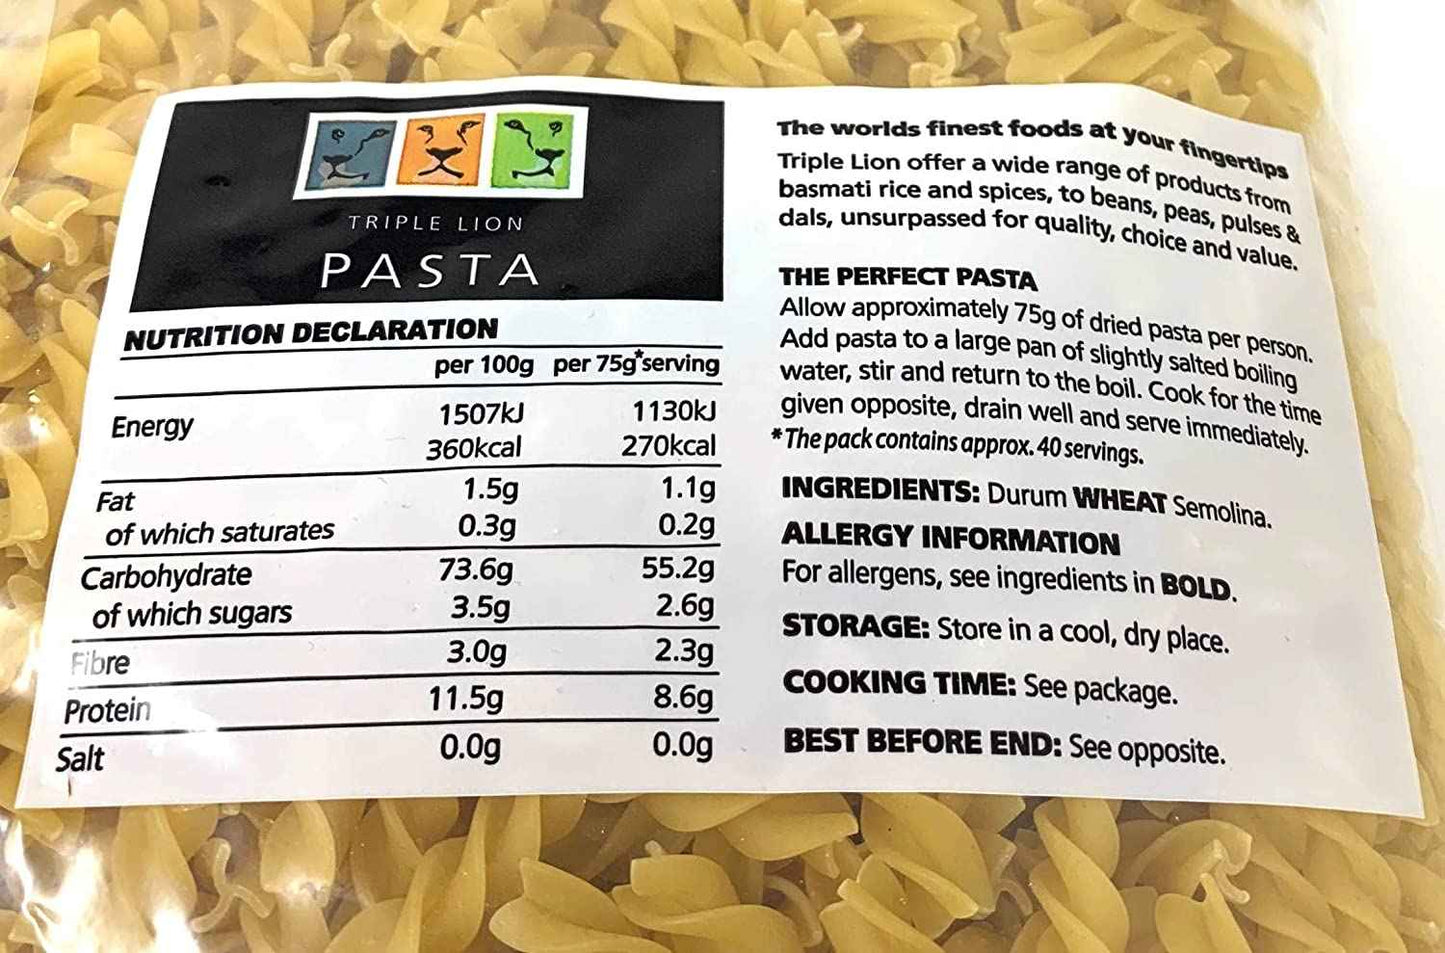 TRIPLE LION
PASTA
NUTRITION DECLARATION
per 100g per 75g*serving
Energy 1507kJ 1130kJ
360kcal 270kcal
Fat 1.5g 1.1g
of which saturates 0.3g 0.2g
Carbohydrate 73.6g 55.2g
of which sugars 3.5g 2.6g
Fibre 3.0g 2.3g
Protein 11.5g 8.6g
Salt 0.0g 0.0g
The worlds finest foods at your fingertips
Triple Lion offer a wide range of products from
basmati rice and spices, to beans, peas, pulses &
dals, unsurpassed for quality, choice and value.
THE PERFECT PASTA
Allow approximately 75g of dried pasta per person.
Add pasta to a large pan of slightly salted boiling
water, stir and return to the boil. Cook for the time
given opposite, drain well and serve immediately.
*The pack contains approx. 40 servings.
INGREDIENTS: Durum WHEAT Semolina.
ALLERGY INFORMATION
For allergens, see ingredients in BOLD.
STORAGE: Store in a cool, dry place.
COOKING TIME: See package.
BEST BEFORE END: See opposite.